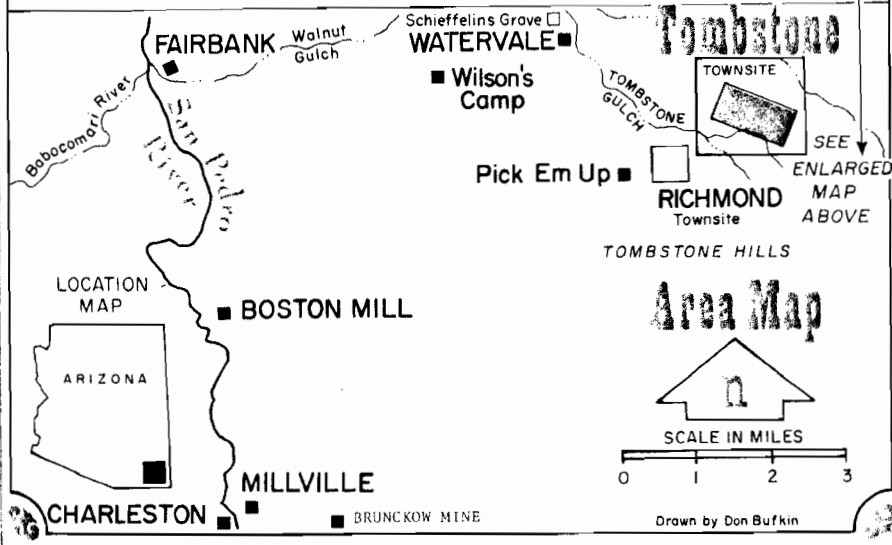 Schieffelins Grave
Tombstone
FAIRBANK
Walnut
Gulch
WATERVALE
TOWNSITE
Wilson's
Camp
TOMBSTONE
GULCH
Babocomari River
San Pedro
River
SEE
ENLARGED
MAP
ABOVE
Pick Em Up
RICHMOND
Townsite
TOMBSTONE HILLS
LOCATION
MAP
BOSTON MILL
Area Map
ARIZONA
n
SCALE IN MILES
0 1 2 3
MILLVILLE
CHARLESTON
BRUNCKOW MINE
Drawn by Don Bufkin